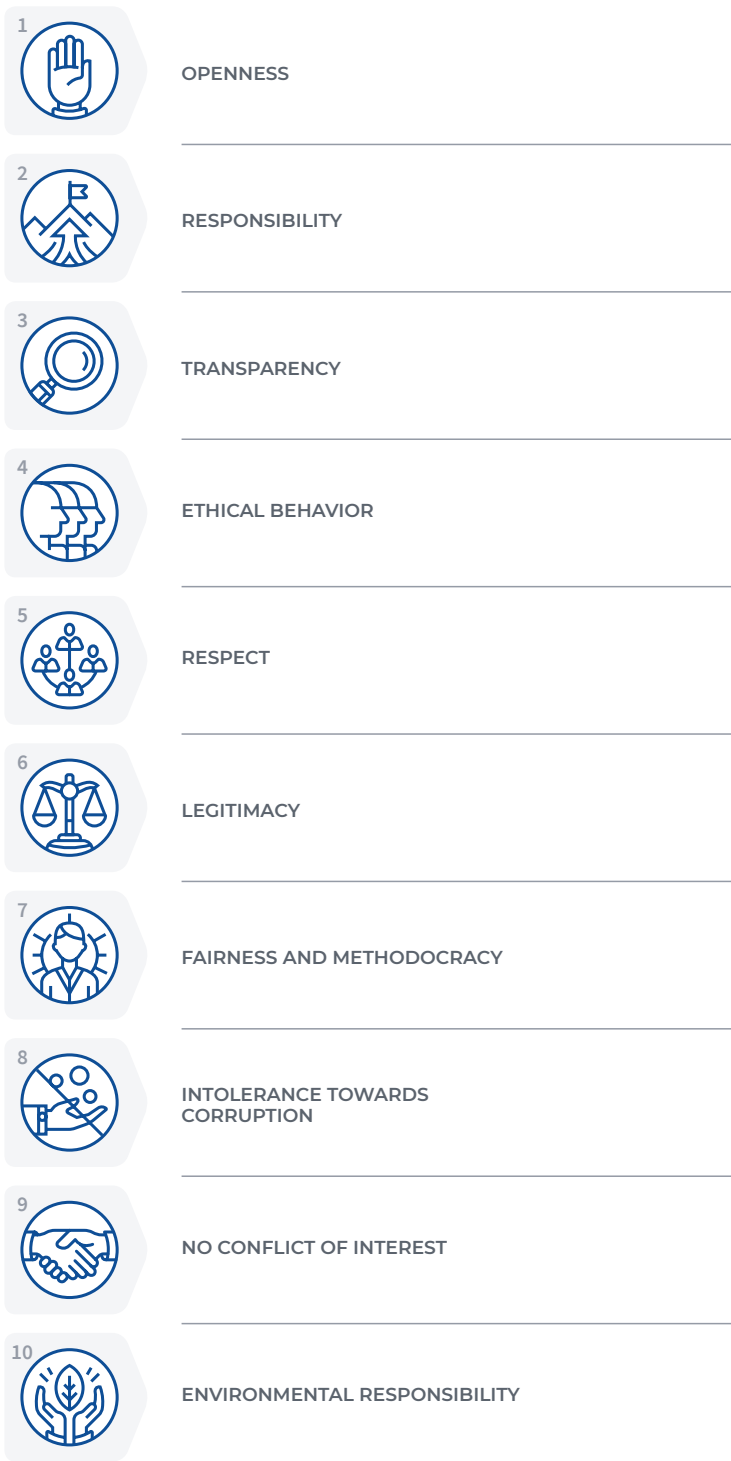 1
OPENNESS
2
RESPONSIBILITY
3
TRANSPARENCY
4
ETHICAL BEHAVIOR
5
RESPECT
6
LEGITIMACY
7
FAIRNESS AND METHODOCRACY
8
INTOLERANCE TOWARDS
CORRUPTION
9
NO CONFLICT OF INTEREST
10
ENVIRONMENTAL RESPONSIBILITY